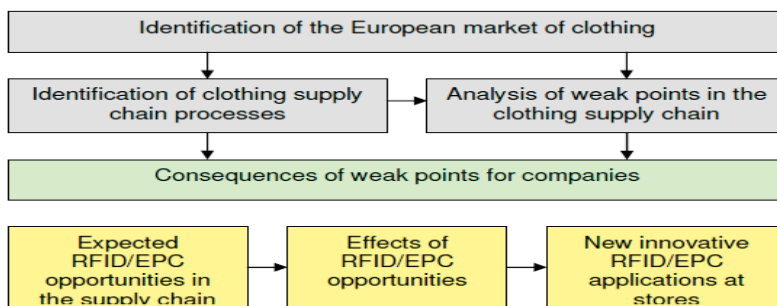 Identification of the European market of clothing
Identification of clothing supply
chain processes
Analysis of weak points in the
clothing supply chain
Consequences of weak points for companies
Expected
RFID/EPC
opportunities in
the supply chain
Effects of
RFID/EPC
opportunities
New innovative
RFID/EPC
applications at
stores